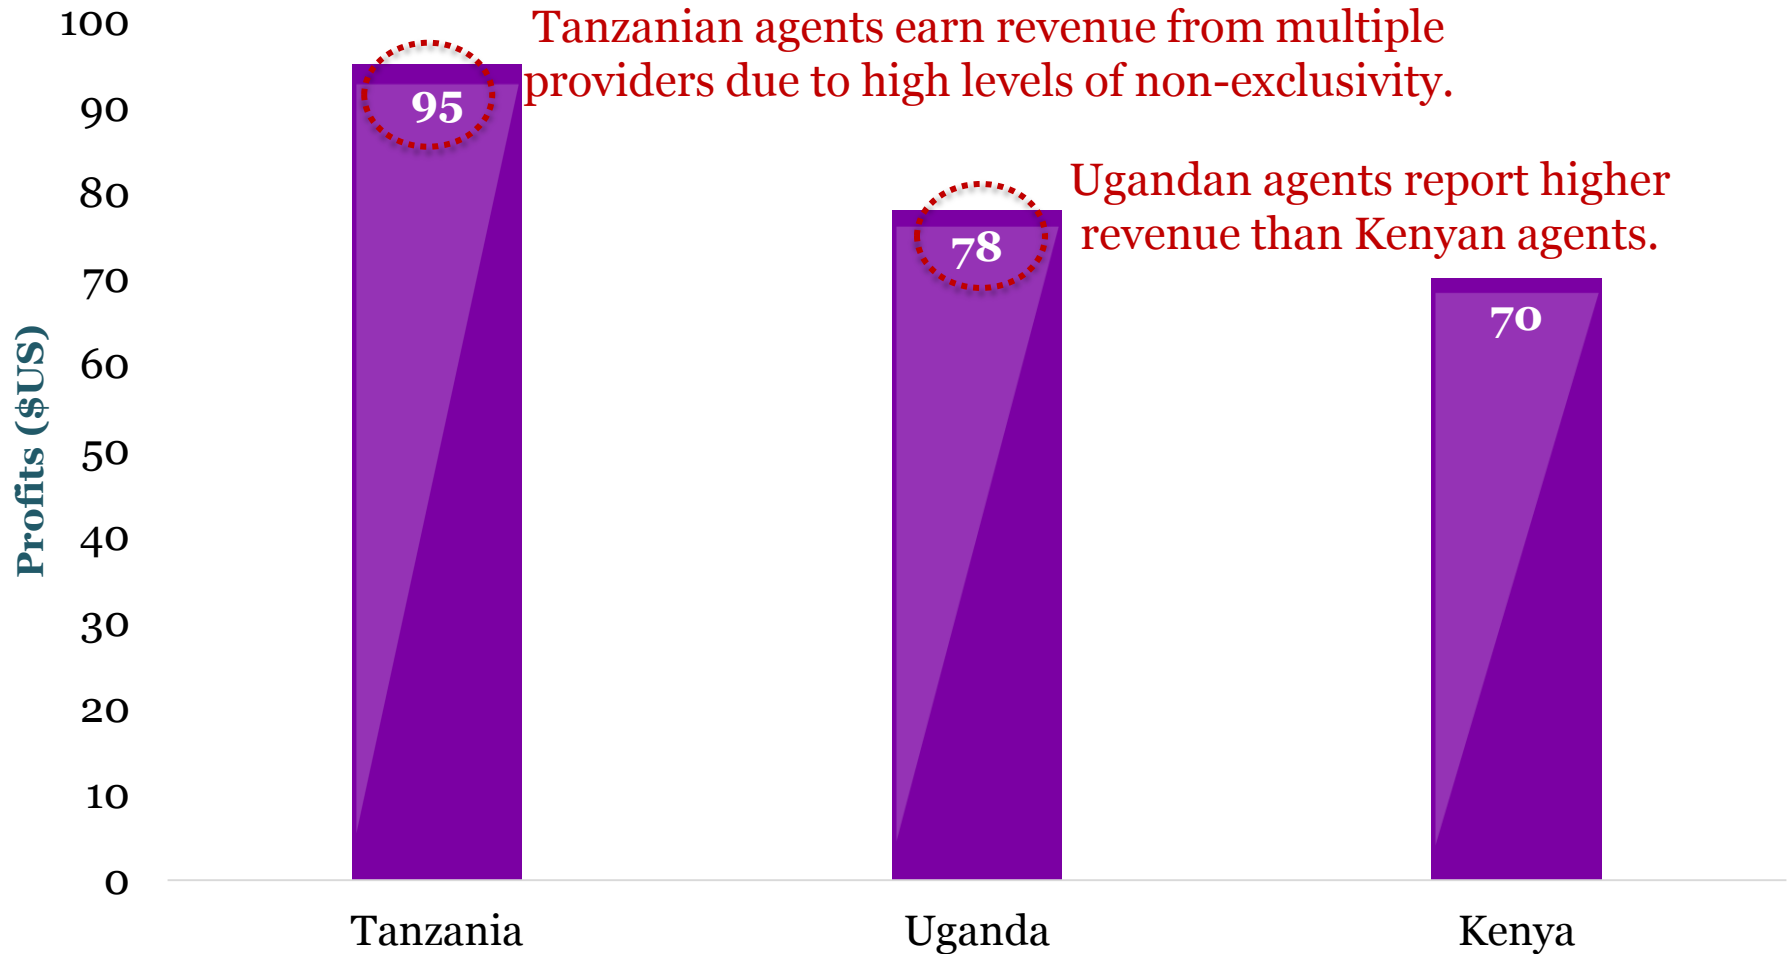 Tanzanian agents earn revenue from multiple
providers due to high levels of non-exclusivity.
Ugandan agents report higher
revenue than Kenyan agents.
Profits ($US)
100
90
80
70
60
50
40
30
20
10
0
95
78
70
Tanzania
Uganda
Kenya